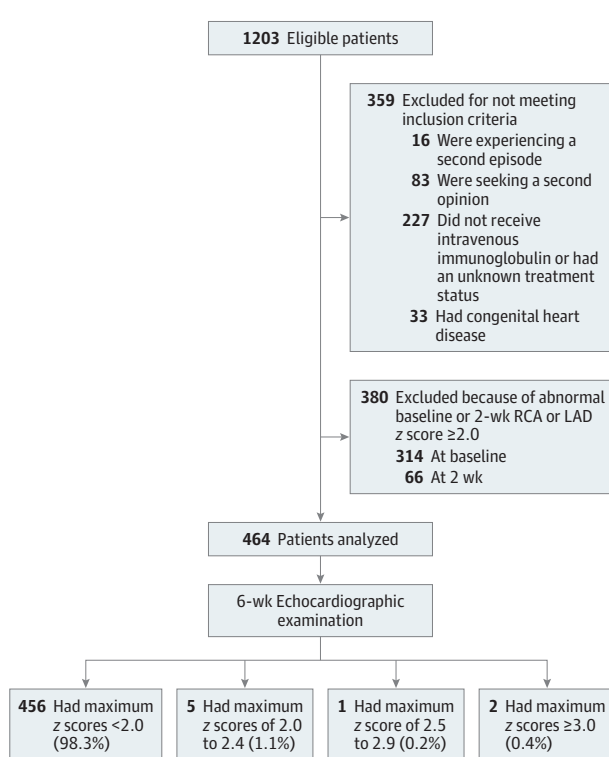 1203 Eligible patients
359 Excluded for not meeting
inclusion criteria
16 Were experiencing a
second episode
83 Were seeking a second
opinion
227 Did not receive
intravenous
immunoglobulin or had
an unknown treatment
status
33 Had congenital heart
disease
380 Excluded because of abnormal
baseline or 2-wk RCA or LAD
z score ≥2.0
314 At baseline
66 At 2 wk
464 Patients analyzed
6-wk Echocardiographic
examination
456 Had maximum
z scores <2.0
(98.3%)
5 Had maximum
z scores of 2.0
to 2.4 (1.1%)
1 Had maximum
z score of 2.5
to 2.9 (0.2%)
2 Had maximum
z scores ≥3.0
(0.4%)